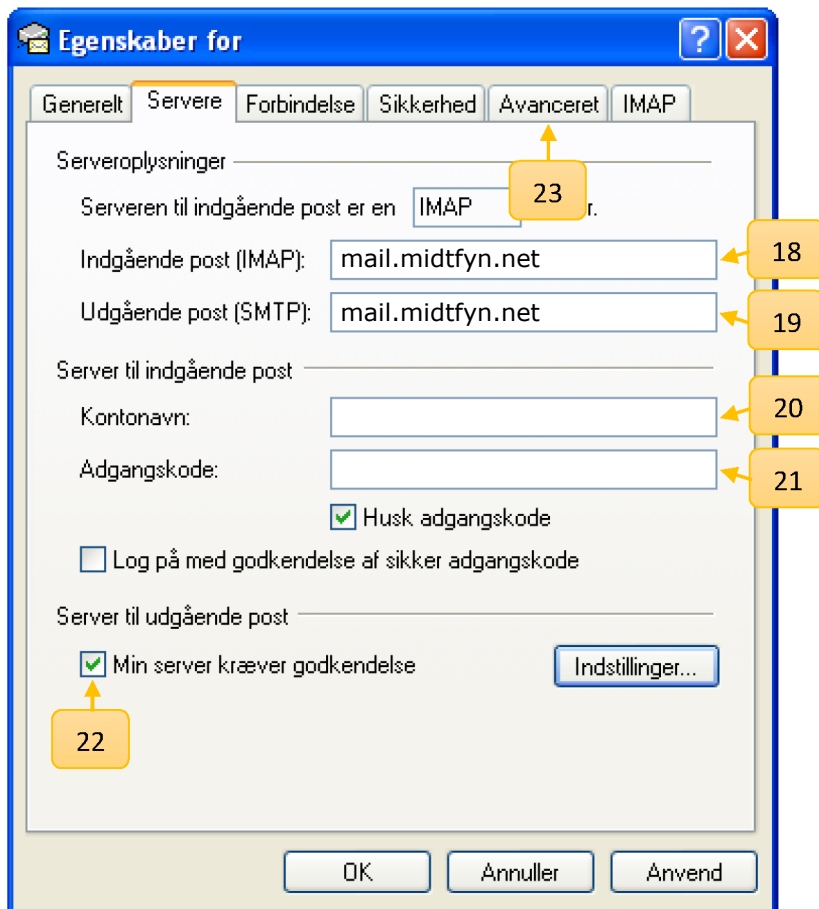 Egenskaber for
Generelt Servere Forbindelse Sikkerhed Avanceret IMAP
Serveroplysninger
23
Serveren til indgående post er en IMAP r.
Indgående post (IMAP): mail.midtfyn.net 18
Udgående post (SMTP): mail.midtfyn.net 19
Server til indgående post
Kontonavn: 20
Adgangskode: 21
Husk adgangskode
Log på med godkendelse af sikker adgangskode
Server til udgående post
Min server kræver godkendelse Indstillinger...
22
OK Annuller Anvend